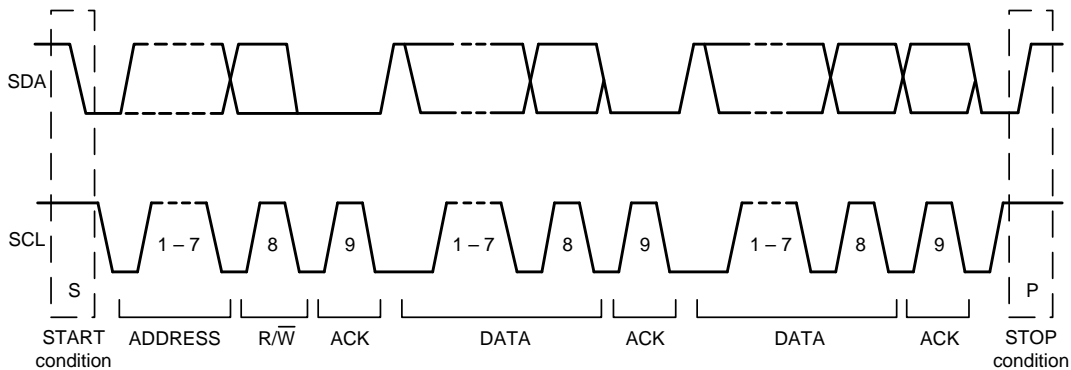 SDA
SCL
1 – 7 8 9 1 – 7 8 9 1 – 7 8 9
S P
START condition ADDRESS R/W̅ ACK DATA ACK DATA ACK STOP condition